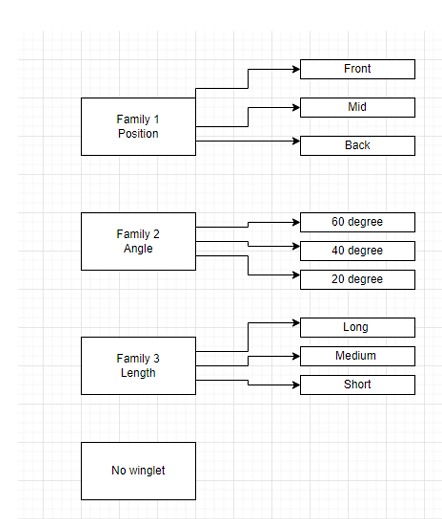 Front
Family 1
Position
Mid
Back
Family 2
Angle
60 degree
40 degree
20 degree
Family 3
Length
Long
Medium
Short
No winglet